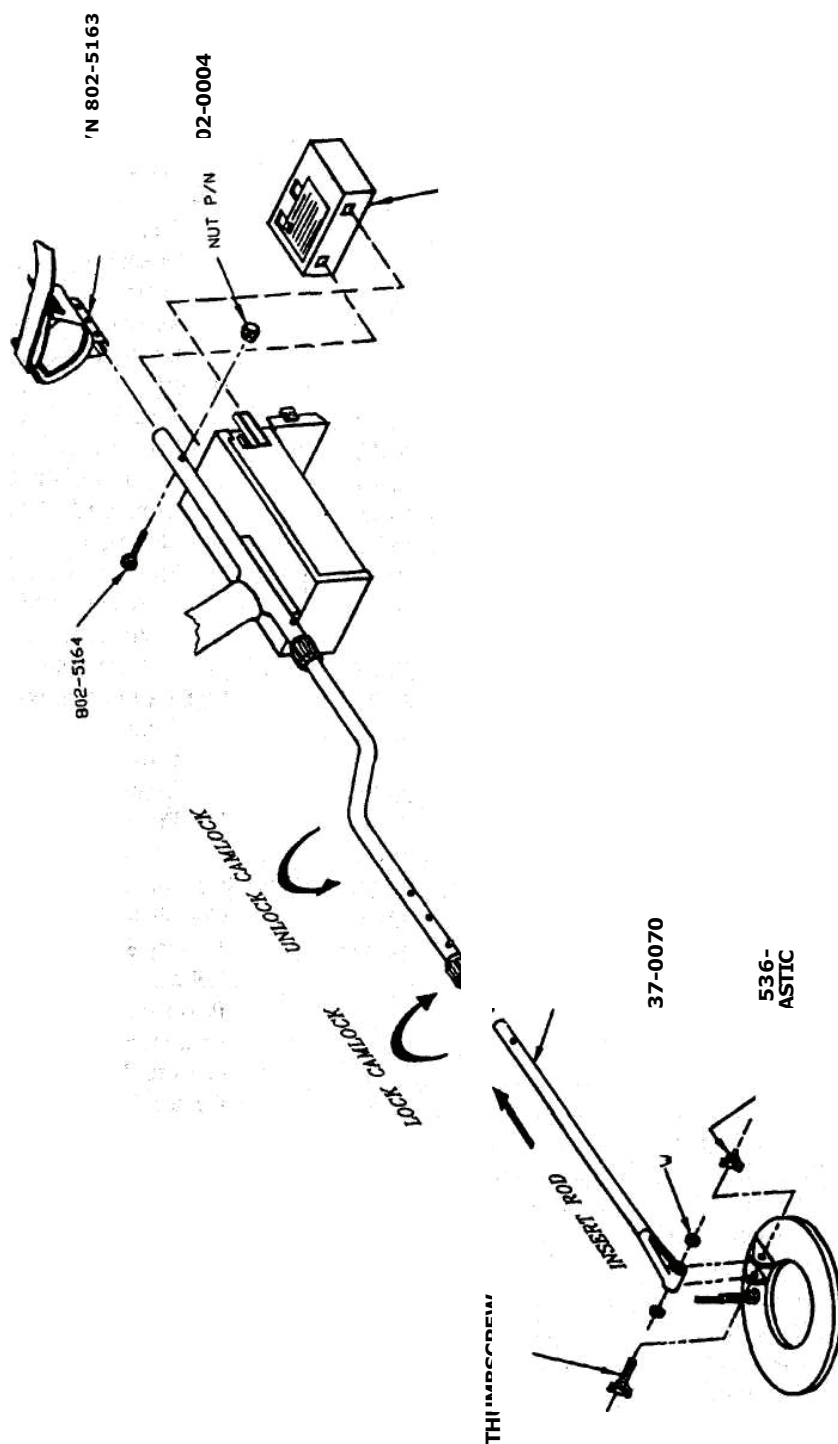 'N 802-5163
02-0004
NUT P/N
802-5164
UNLOCK CAMLOCK
LOCK CAMLOCK
INSERT ROD
37-0070
536-
ASTIC
THUMBSCREW